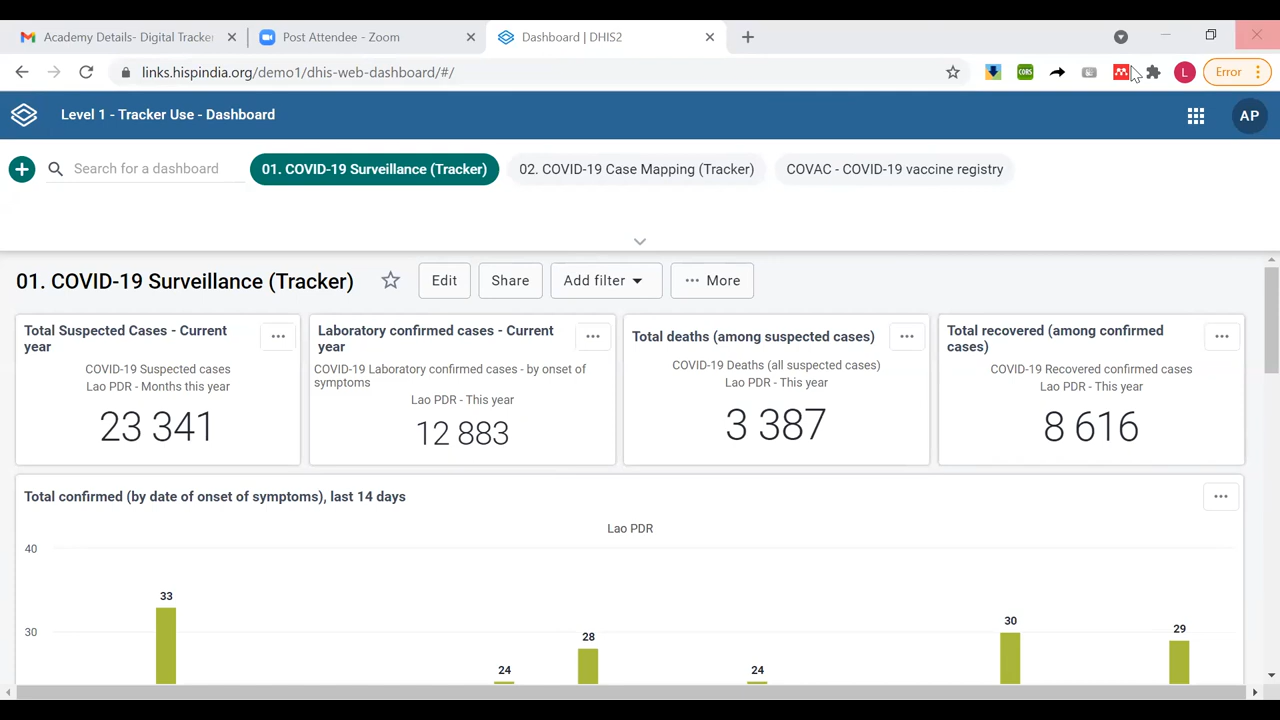 Academy Details- Digital Tracke
Post Attendee - Zoom
Dashboard | DHIS2
links.hispindia.org/demo1/dhis-web-dashboard/#/
CORS
L
Error
Level 1 - Tracker Use - Dashboard
AP
Search for a dashboard
01. COVID-19 Surveillance (Tracker)
02. COVID-19 Case Mapping (Tracker)
COVAC - COVID-19 vaccine registry
01. COVID-19 Surveillance (Tracker)
Edit
Share
Add filter
More
Total Suspected Cases - Current
year
COVID-19 Suspected cases
Lao PDR - Months this year
23 341
Laboratory confirmed cases - Current
year
COVID-19 Laboratory confirmed cases - by onset of
symptoms
Lao PDR - This year
12 883
Total deaths (among suspected cases)
COVID-19 Deaths (all suspected cases)
Lao PDR - This year
3 387
Total recovered (among confirmed
cases)
COVID-19 Recovered confirmed cases
Lao PDR - This year
8 616
Total confirmed (by date of onset of symptoms), last 14 days
Lao PDR
40
33
30
24
28
24
30
29